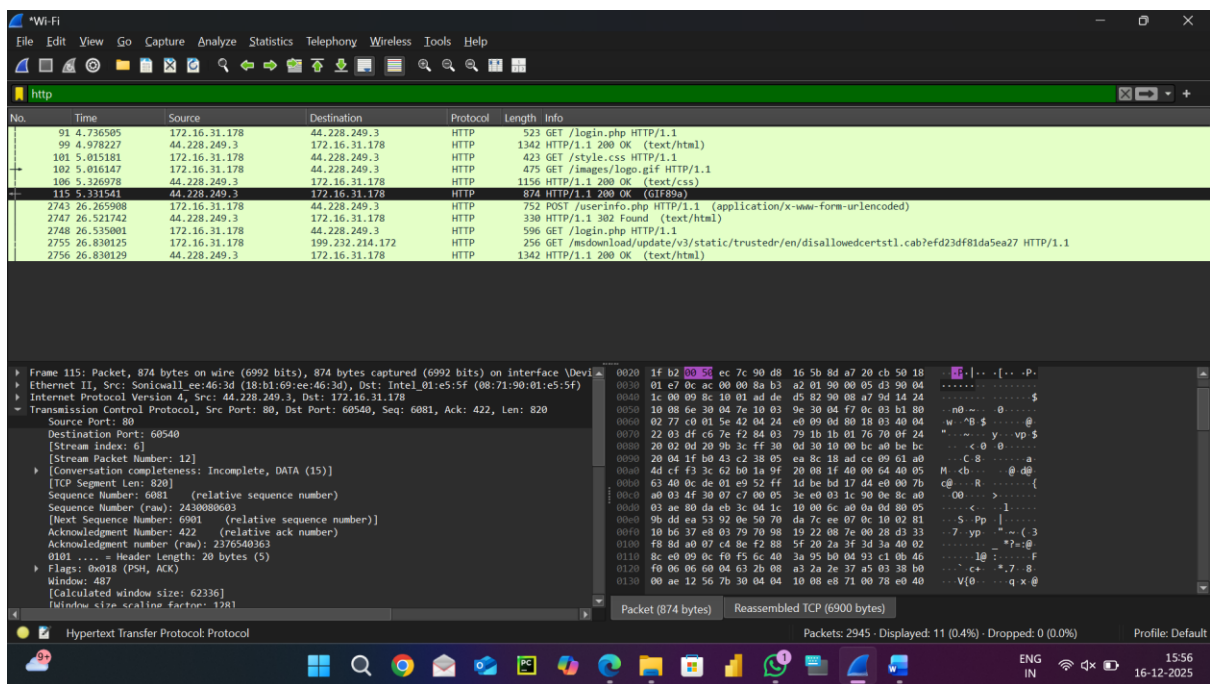 *Wi-Fi
File Edit View Go Capture Analyze Statistics Telephony Wireless Tools Help
http
No. Time Source Destination Protocol Length Info
91 4.736505 172.16.31.178 44.228.249.3 HTTP 523 GET /login.php HTTP/1.1
99 4.978227 44.228.249.3 172.16.31.178 HTTP 1342 HTTP/1.1 200 OK (text/html)
101 5.015181 172.16.31.178 44.228.249.3 HTTP 423 GET /style.css HTTP/1.1
102 5.016147 172.16.31.178 44.228.249.3 HTTP 475 GET /images/logo.gif HTTP/1.1
106 5.326978 44.228.249.3 172.16.31.178 HTTP 1156 HTTP/1.1 200 OK (text/css)
115 5.331541 44.228.249.3 172.16.31.178 HTTP 874 HTTP/1.1 200 OK (GIF89a)
2743 26.265908 172.16.31.178 44.228.249.3 HTTP 752 POST /userinfo.php HTTP/1.1 (application/x-www-form-urlencoded)
2747 26.521742 44.228.249.3 172.16.31.178 HTTP 330 HTTP/1.1 302 Found (text/html)
2748 26.535001 172.16.31.178 44.228.249.3 HTTP 596 GET /login.php HTTP/1.1
2755 26.830125 172.16.31.178 199.232.214.172 HTTP 256 GET /msdownload/update/v3/static/trustedr/en/disallowedcertstl.cab?efd23df81da5ea27 HTTP/1.1
2756 26.830129 44.228.249.3 172.16.31.178 HTTP 1342 HTTP/1.1 200 OK (text/html)
Frame 115: Packet, 874 bytes on wire (6992 bits), 874 bytes captured (6992 bits) on interface \Devi
Ethernet II, Src: Sonicwall_ee:46:3d (18:b1:69:ee:46:3d), Dst: Intel_01:e5:5f (08:71:90:01:e5:5f)
Internet Protocol Version 4, Src: 44.228.249.3, Dst: 172.16.31.178
Transmission Control Protocol, Src Port: 80, Dst Port: 60540, Seq: 6081, Ack: 422, Len: 820
Source Port: 80
Destination Port: 60540
[Stream index: 6]
[Stream Packet Number: 12]
[Conversation completeness: Incomplete, DATA (15)]
[TCP Segment Len: 820]
Sequence Number: 6081 (relative sequence number)
Sequence Number (raw): 2430080603
[Next Sequence Number: 6901 (relative sequence number)]
Acknowledgment Number: 422 (relative ack number)
Acknowledgment number (raw): 2376540363
0101 .... = Header Length: 20 bytes (5)
Flags: 0x018 (PSH, ACK)
Window: 487
[Calculated window size: 62336]
[Window size scaling factor: 128]
0020 1f b2 00 50 ec 7c 90 d8 16 5b 8d a7 20 cb 50 18
0030 01 e7 0c ac 00 00 8a b3 a2 01 90 00 05 d3 90 04
0040 1c 00 09 8c 10 01 ad de d5 82 90 08 a7 9d 14 24
0050 10 08 6e 30 04 7e 10 03 9e 30 04 f7 0c 03 b1 80
0060 02 77 c0 01 5e 42 04 24 e0 09 0d 80 18 03 40 04
0070 22 03 df c6 7e f2 84 03 79 1b 1b 01 76 70 0f 24
0080 20 02 0d 20 9b 3c ff 30 0d 30 10 00 bc a0 be bc
0090 20 04 1f b0 43 c2 38 05 ea 8c 18 ad ce 09 61 a0
00a0 4d cf f3 3c 62 b0 1a 9f 20 08 1f 40 00 64 40 05
00b0 63 40 0c de 01 e9 52 ff 1d be bd 17 d4 e0 00 7b
00c0 a0 03 4f 30 07 c7 00 05 3e e0 03 1c 90 0e 8c a0
00d0 03 ae 80 da eb 3c 04 1c 10 00 6c a0 0a 0d 80 05
00e0 9b dd ea 53 92 0e 50 70 da 7c ee 07 0c 10 02 81
00f0 10 b6 37 e8 03 79 70 98 19 22 08 7e 00 28 d3 33
0100 f8 8d a0 07 c4 8e f2 88 5f 20 2a 3f 3d 3a 40 02
0110 8c e0 09 0c f0 f5 6c 40 3a 95 b0 04 93 c1 0b 46
0120 f0 06 06 60 04 63 2b 08 a3 2a 2e 37 a5 03 38 b0
0130 00 ae 12 56 7b 30 04 04 10 08 e8 71 00 78 e0 40
Packet (874 bytes) Reassembled TCP (6900 bytes)
Hypertext Transfer Protocol: Protocol Packets: 2945 · Displayed: 11 (0.4%) · Dropped: 0 (0.0%) Profile: Default
9+
PC
1
ENG
IN
15:56
16-12-2025